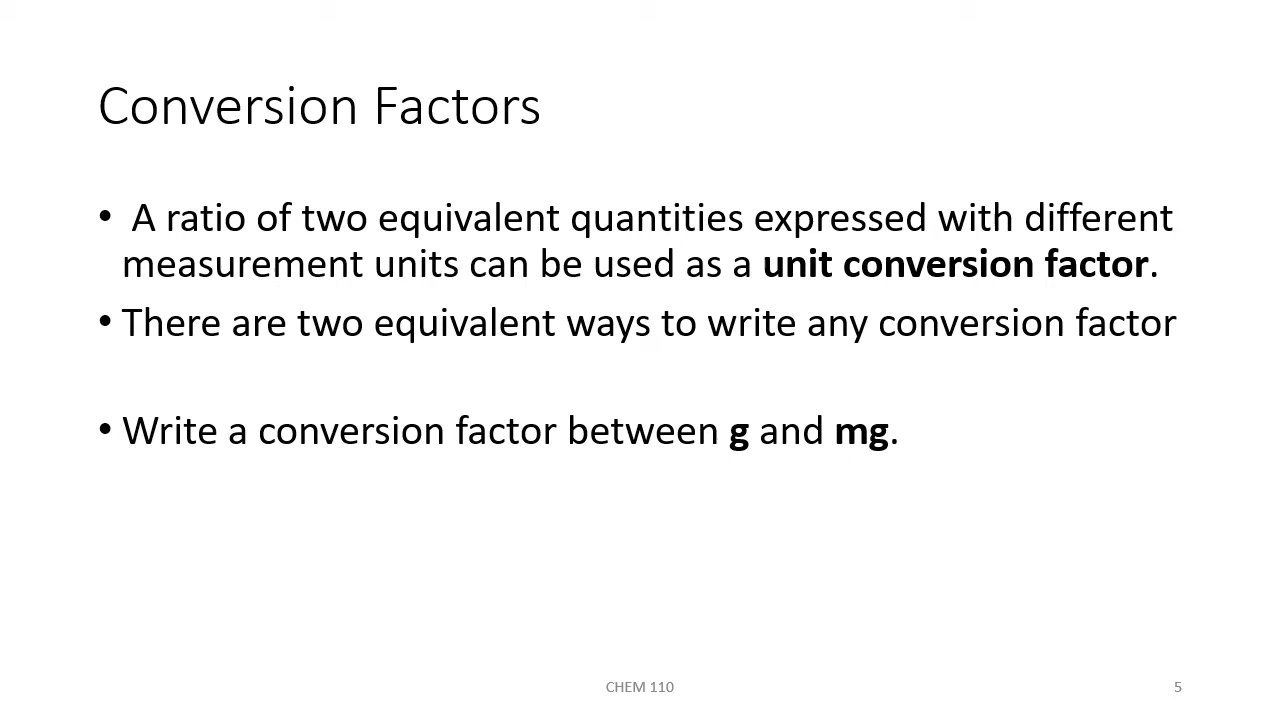 Conversion Factors
• A ratio of two equivalent quantities expressed with different
measurement units can be used as a unit conversion factor.
• There are two equivalent ways to write any conversion factor
• Write a conversion factor between g and mg.
CHEM 110
5